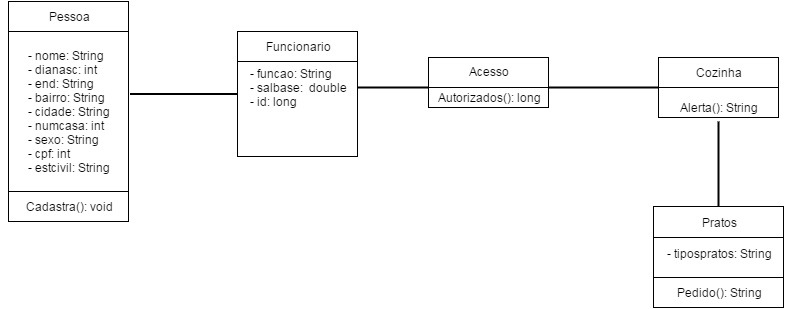 Pessoa
- nome: String
- dianasc: int
- end: String
- bairro: String
- cidade: String
- numcasa: int
- sexo: String
- cpf: int
- estcivil: String
Cadastra(): void
Funcionario
- funcao: String
- salbase: double
- id: long
Acesso
Autorizados(): long
Cozinha
Alerta(): String
Pratos
- tipospratos: String
Pedido(): String